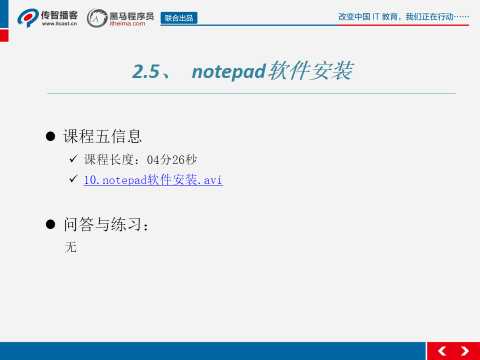 传智播客
www.itcast.cn
黑马程序员
itheima.com
联合出品
改变中国 IT 教育，我们正在行动……
2.5、 notepad软件安装
课程五信息
课程长度：04分26秒
10.notepad软件安装.avi
问答与练习：
无